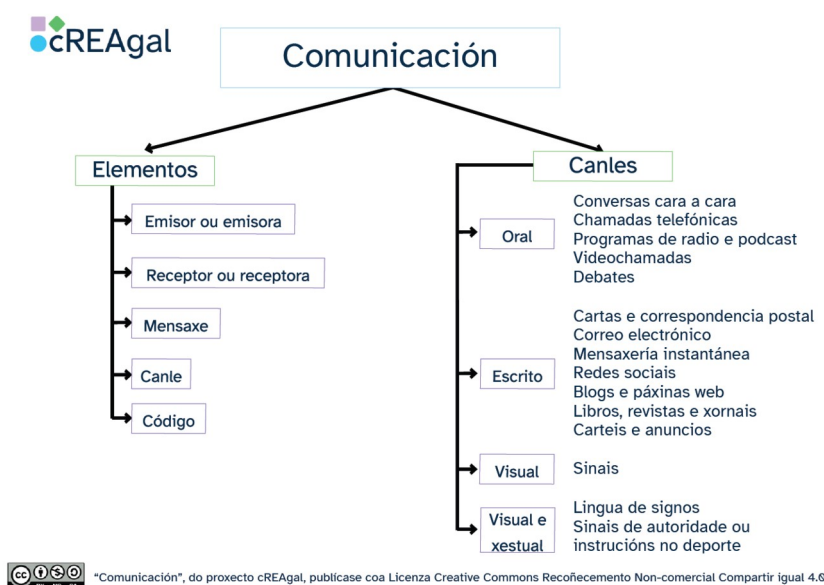 cREAgal
Comunicación
Elementos
Emisor ou emisora
Receptor ou receptora
Mensaxe
Canle
Código
Canles
Oral
Conversas cara a cara
Chamadas telefónicas
Programas de radio e podcast
Videochamadas
Debates
Escrito
Cartas e correspondencia postal
Correo electrónico
Mensaxería instantánea
Redes sociais
Blogs e páxinas web
Libros, revistas e xornais
Carteis e anuncios
Visual
Sinais
Visual e
xestual
Lingua de signos
Sinais de autoridade ou
instrucións no deporte
cc
"Comunicación", do proxecto cREAgal, publícase coa Licenza Creative Commons Recoñecemento Non-comercial Compartir igual 4.0